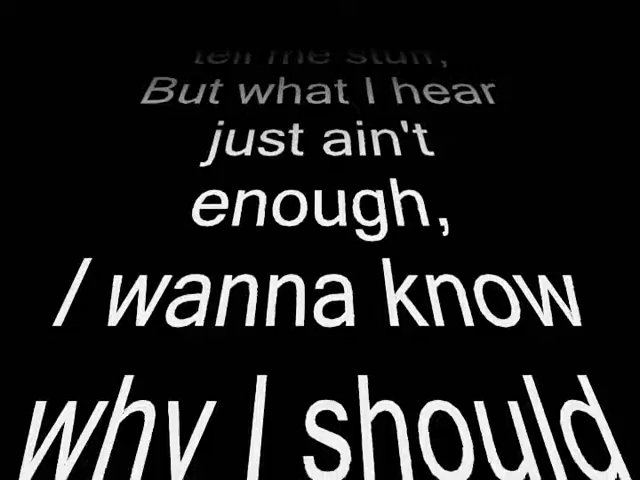 tell me stuff,
But what I hear
just ain't
enough,
I wanna know
why I should